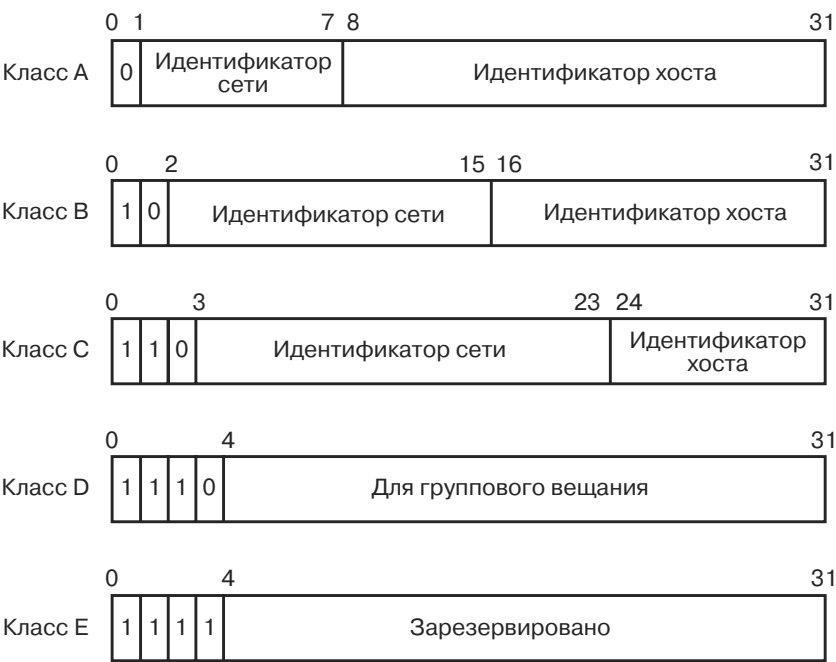 0 1 7 8 31
Класс A 0 Идентификатор сети Идентификатор хоста
0 2 15 16 31
Класс B 1 0 Идентификатор сети Идентификатор хоста
0 3 23 24 31
Класс C 1 1 0 Идентификатор сети Идентификатор хоста
0 4 31
Класс D 1 1 1 0 Для группового вещания
0 4 31
Класс E 1 1 1 1 Зарезервировано